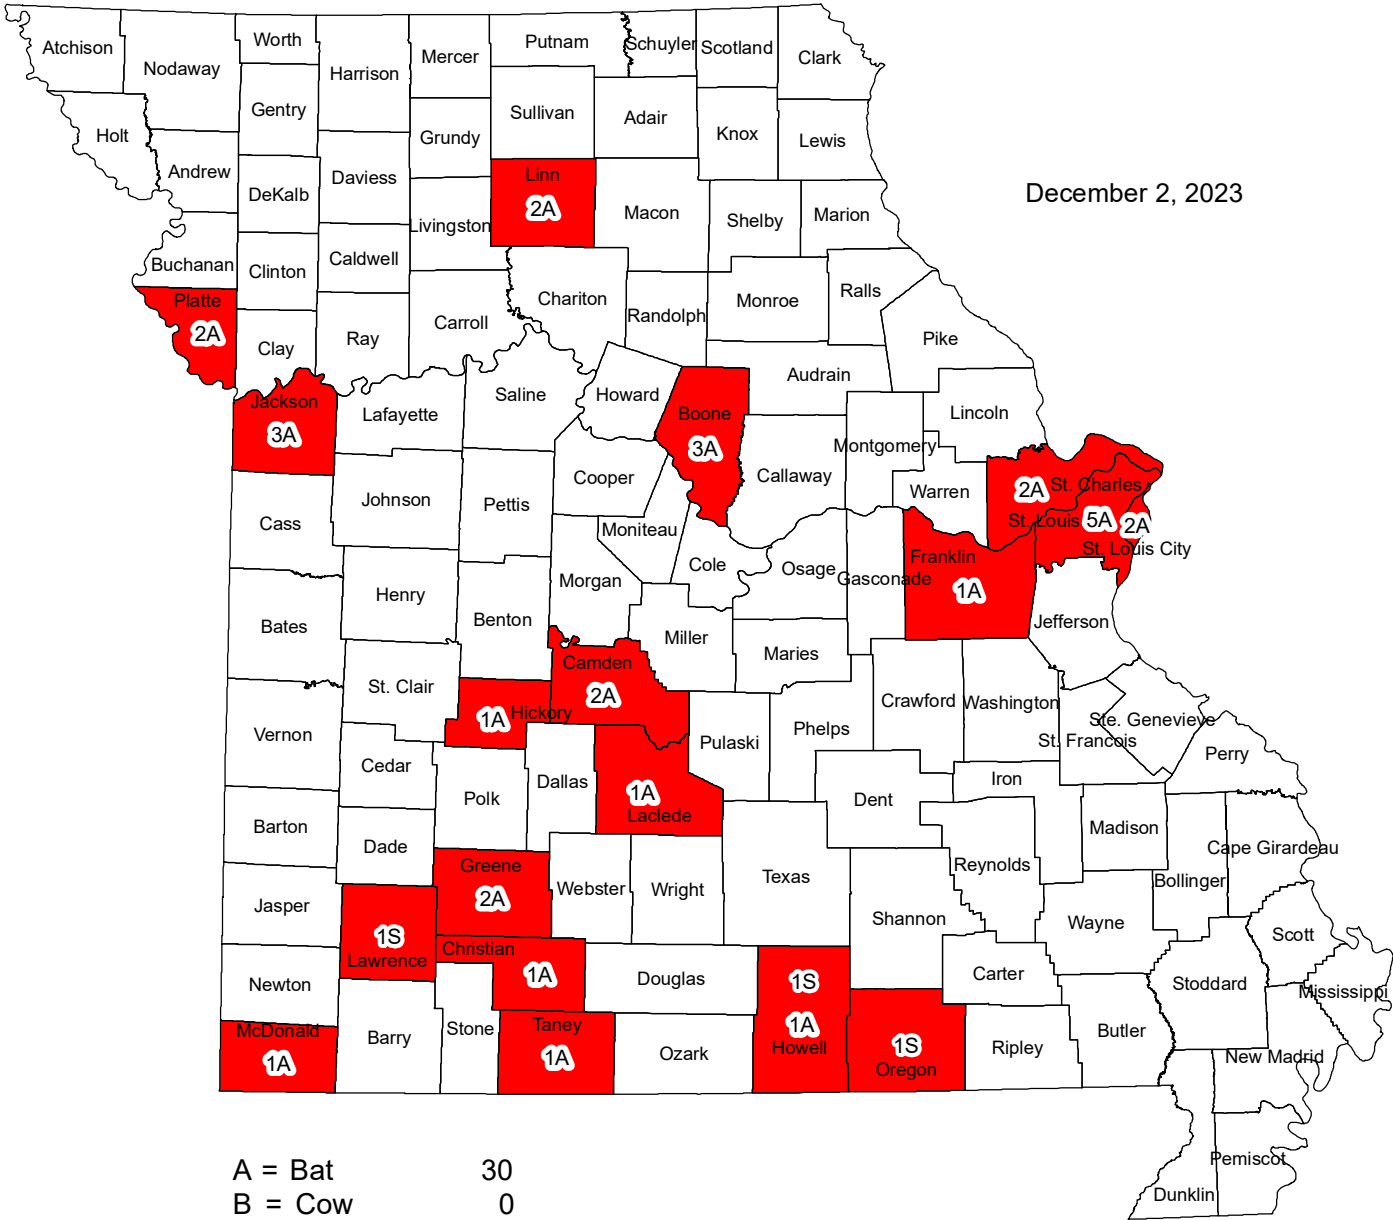 Atchison
Nodaway
Worth
Harrison
Mercer
Putnam
Schuyler
Scotland
Clark
Holt
Andrew
Gentry
DeKalb
Daviess
Grundy
Sullivan
Adair
Knox
Lewis
Linn
2A
Macon
Shelby
Marion
December 2, 2023
Buchanan
Clinton
Caldwell
Livingston
Platte
2A
Clay
Ray
Carroll
Chariton
Randolph
Monroe
Ralls
Pike
Jackson
3A
Lafayette
Saline
Howard
Boone
3A
Audrain
Callaway
Montgomery
Lincoln
Warren
2A
St. Charles
St. Louis
5A
2A
St. Louis City
Cass
Johnson
Pettis
Cooper
Moniteau
Cole
Osage
Gasconade
Franklin
1A
Jefferson
Bates
Henry
Benton
Morgan
Miller
Maries
Camden
2A
Vernon
St. Clair
1A
Hickory
Pulaski
Phelps
Crawford
Washington
Ste. Genevieve
St. Francois
Perry
Cedar
Polk
Dallas
1A
Laclede
Dent
Iron
Madison
Barton
Dade
Greene
2A
Webster
Wright
Texas
Reynolds
Cape Girardeau
Bollinger
Jasper
1S
Lawrence
Christian
1A
Douglas
Shannon
Wayne
Scott
Newton
1S
1A
Howell
Carter
Stoddard
Mississippi
McDonald
1A
Barry
Stone
Taney
1A
Ozark
1S
Oregon
Ripley
Butler
New Madrid
Pemiscot
Dunklin
A = Bat 30
B = Cow 0